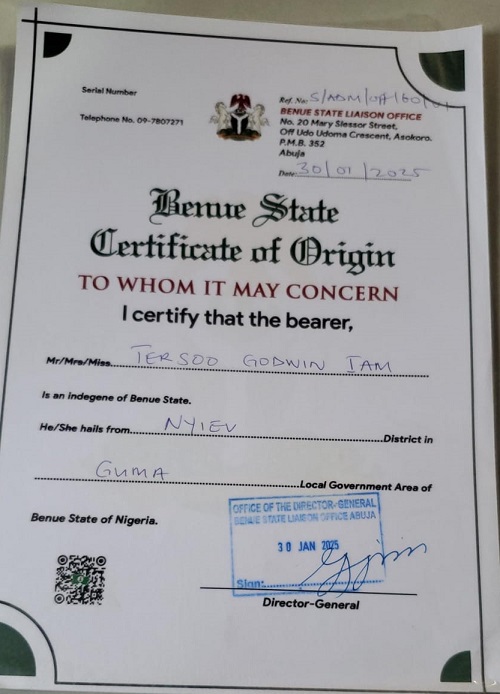 Serial Number
Telephone No. 09-7807271
Ref. No: S/ADM/Off/60/
BENUE STATE LIAISON OFFICE
No. 20 Mary Slessor Street,
Off Udo Udoma Crescent, Asokoro.
P.M.B. 352
Abuja
Date: 30/01/2025
Benue State
Certificate of Origin
TO WHOM IT MAY CONCERN
I certify that the bearer,
Mr/Mrs/Miss TERSOO GODWIN IAM
Is an indegene of Benue State.
He/She hails from NYIEV District in
GUMA Local Government Area of
Benue State of Nigeria.
OFFICE OF THE DIRECTOR-GENERAL
BENUE STATE LIAISON OFFICE ABUJA
30 JAN 2025
Sign:
Director-General